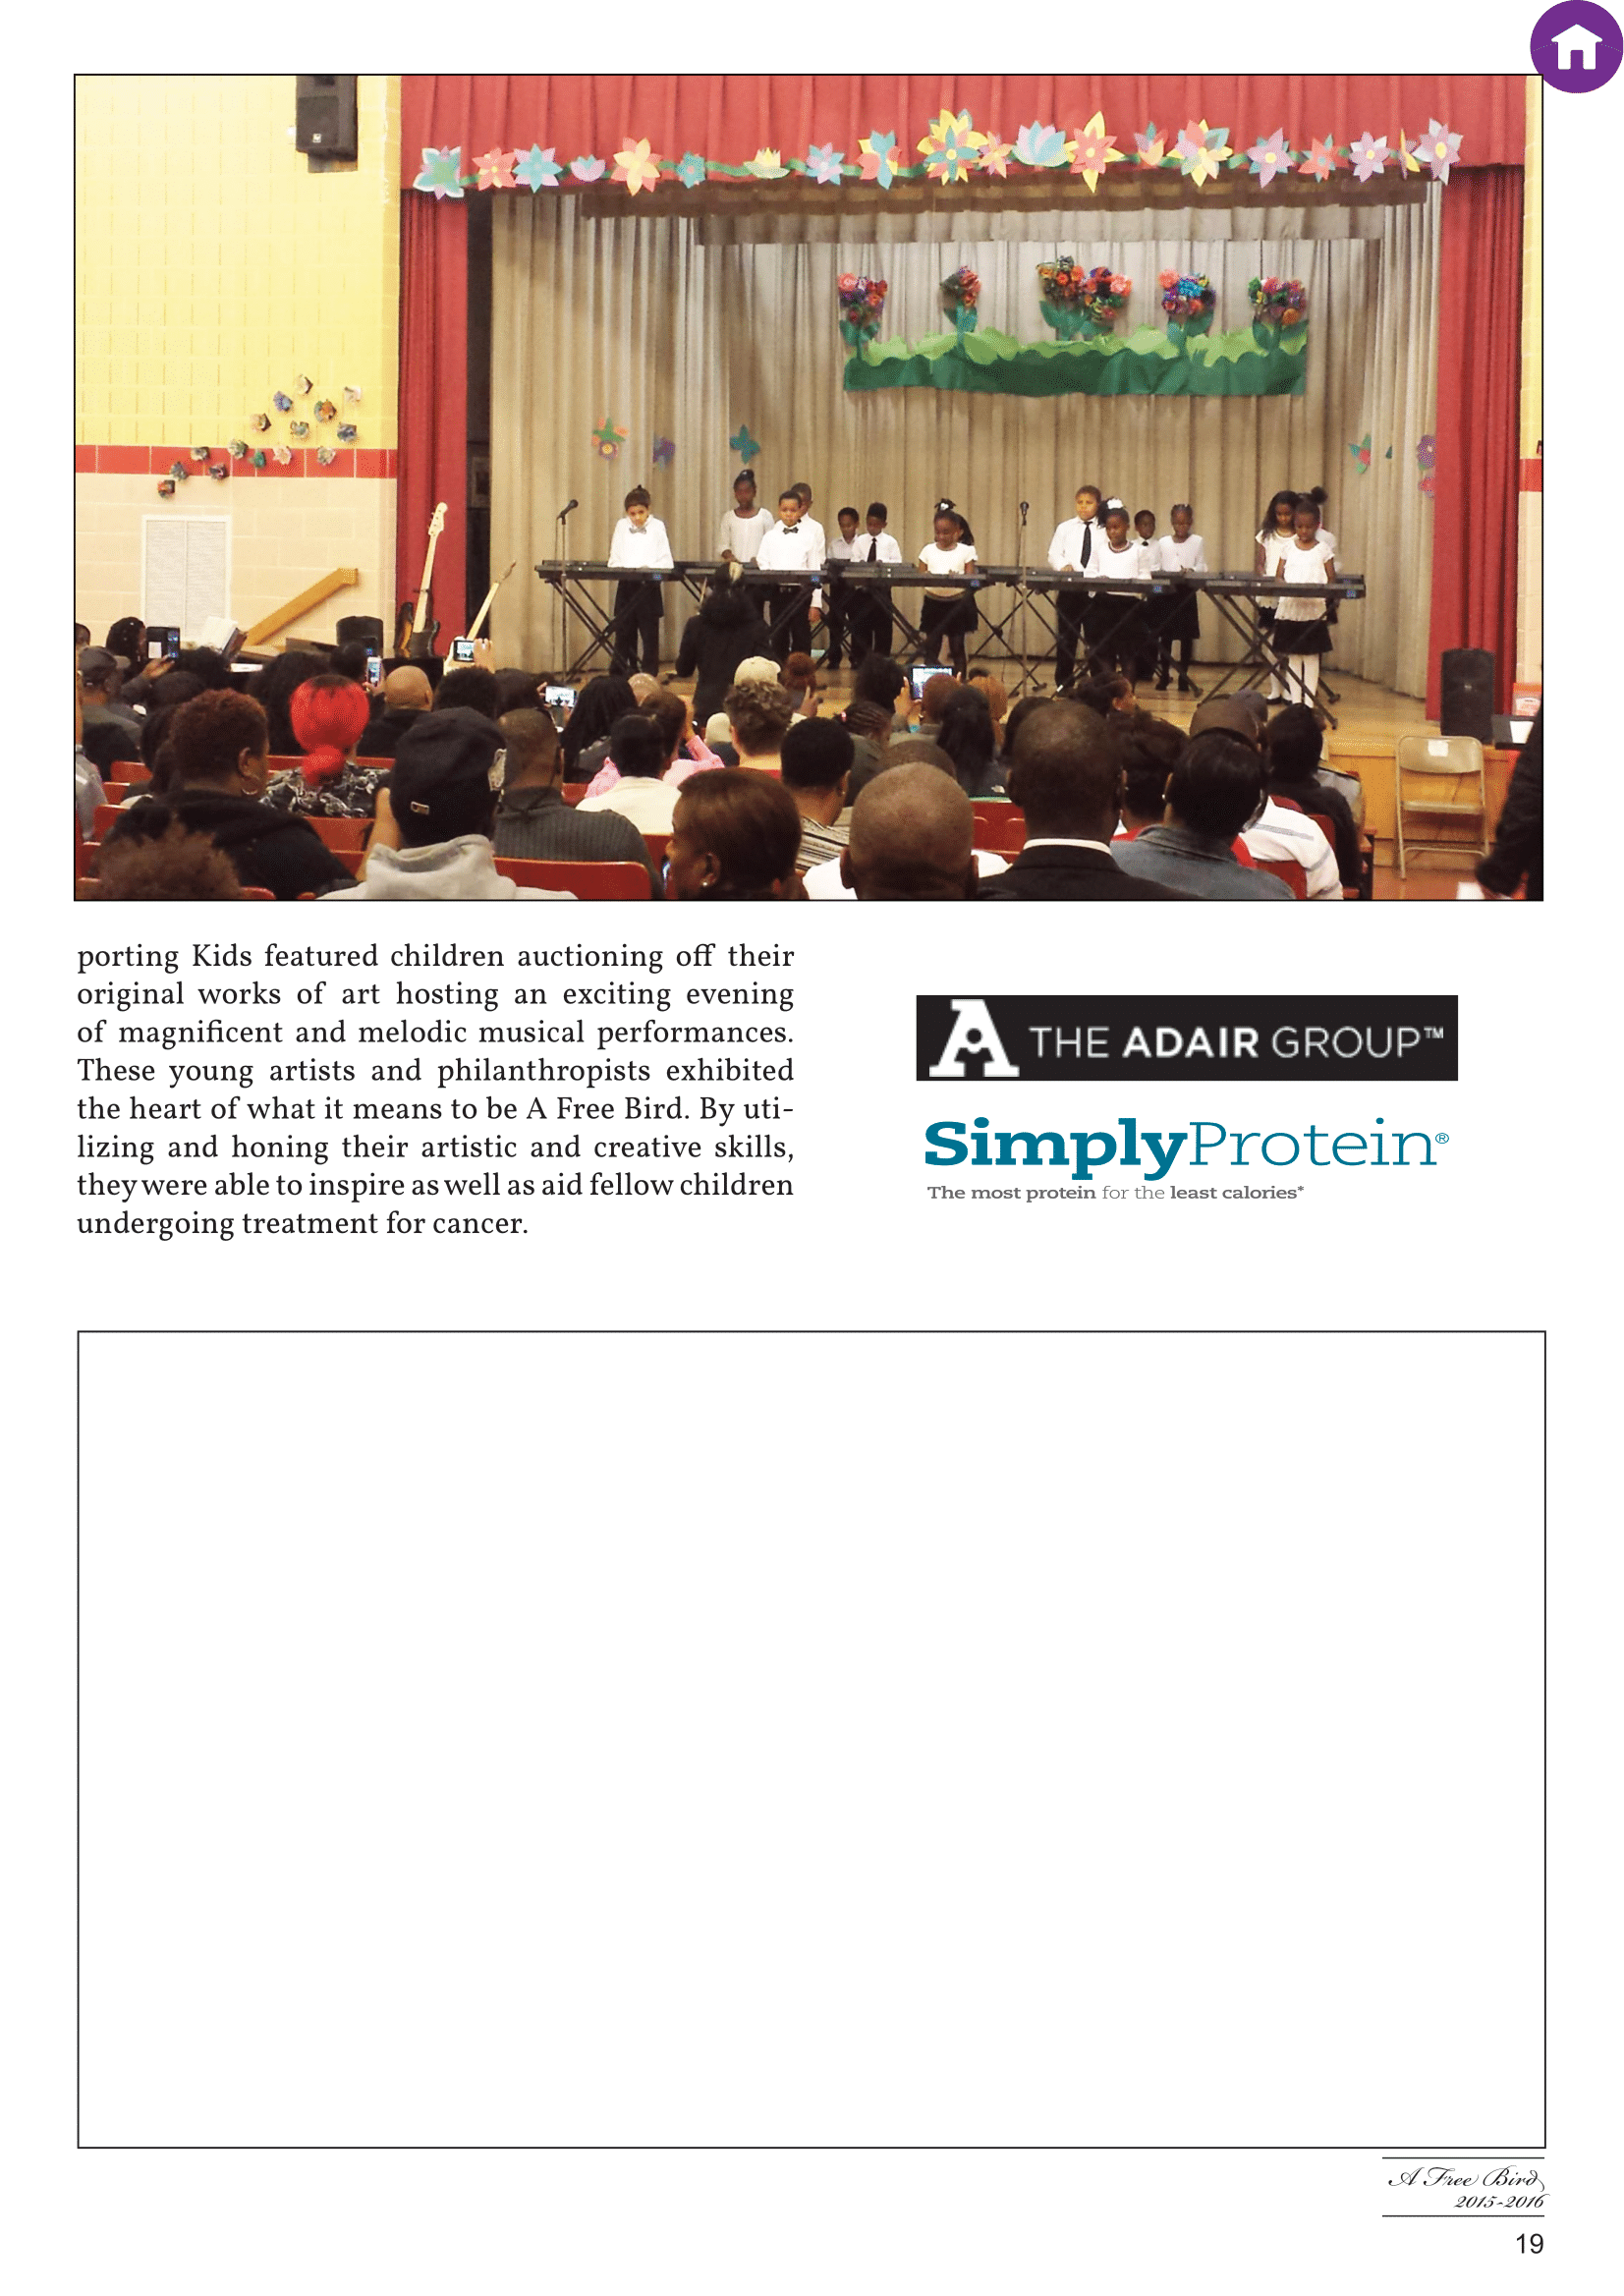 porting Kids featured children auctioning off their
original works of art hosting an exciting evening
of magnificent and melodic musical performances.
These young artists and philanthropists exhibited
the heart of what it means to be A Free Bird. By uti-
lizing and honing their artistic and creative skills,
they were able to inspire as well as aid fellow children
undergoing treatment for cancer.
A THE ADAIR GROUP™
SimplyProtein®
The most protein for the least calories*
A Free Bird
2015-2016
19